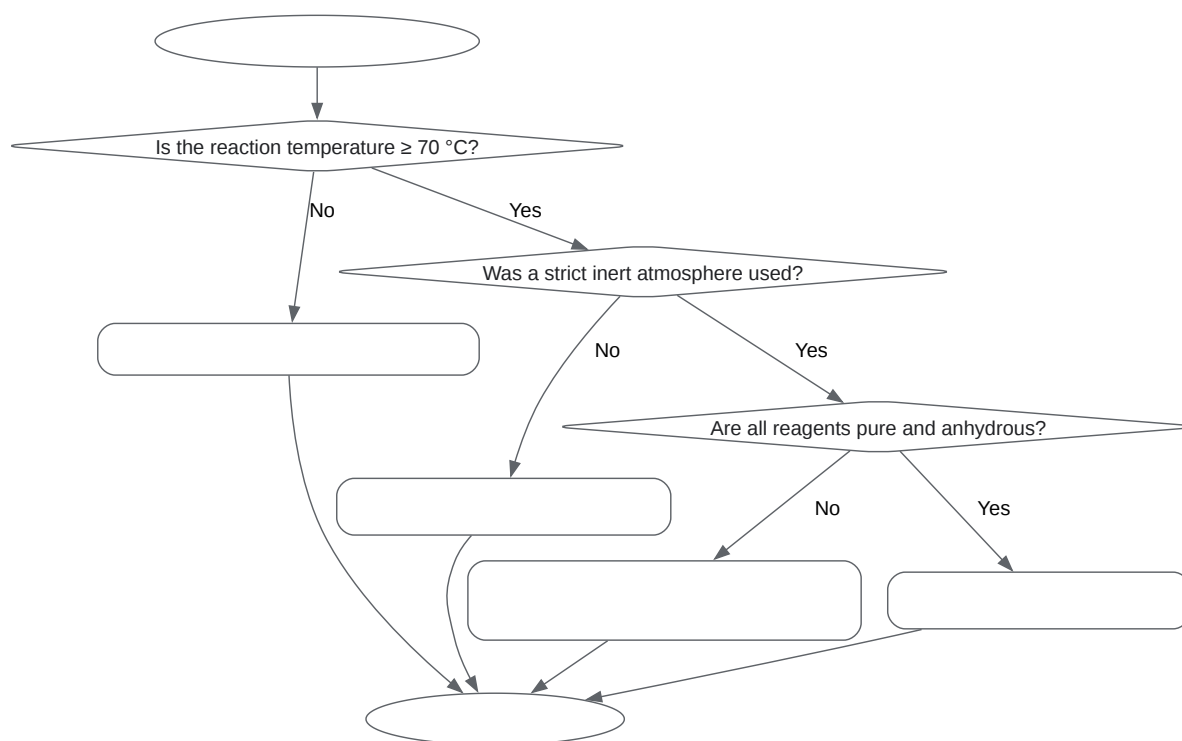 Is the reaction temperature ≥ 70 °C?
No
Yes
Was a strict inert atmosphere used?
No
Yes
Are all reagents pure and anhydrous?
No
Yes